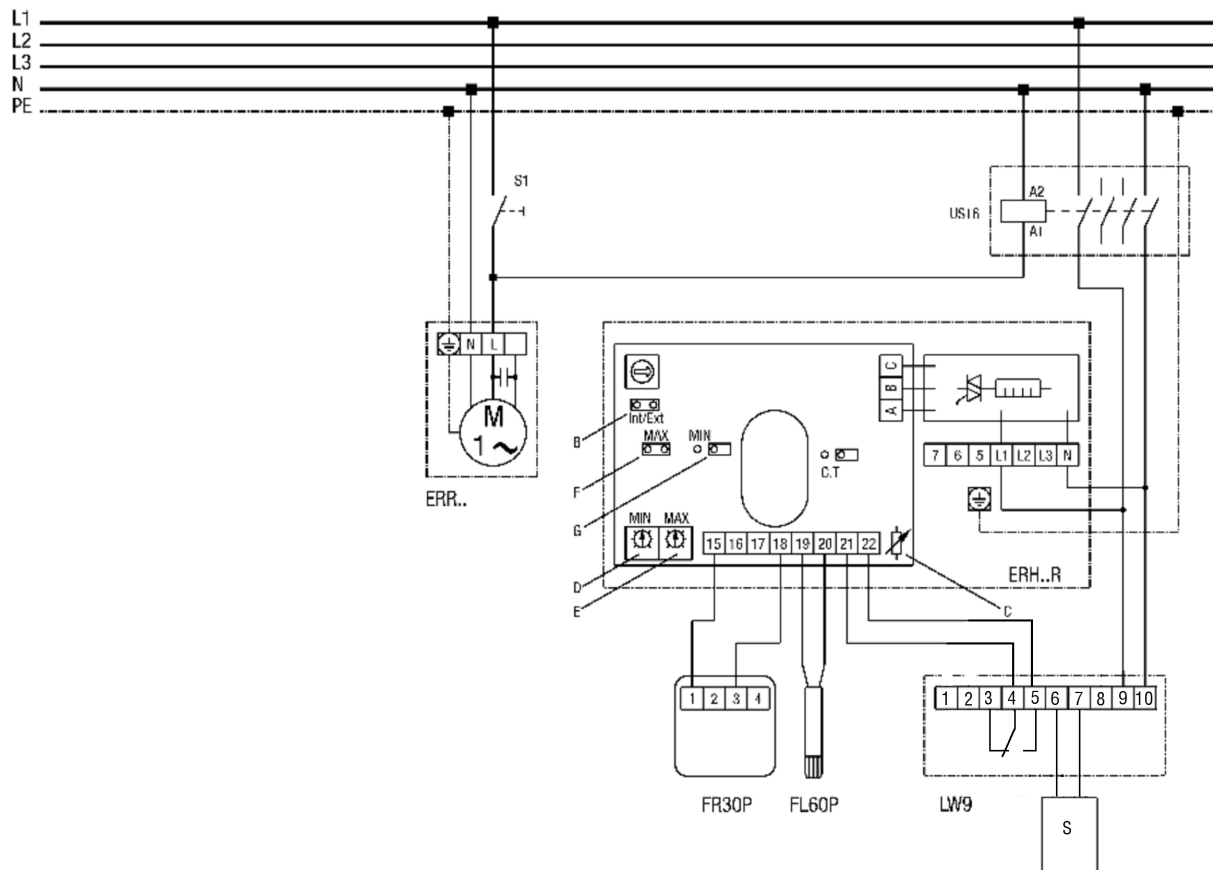 L1
L2
L3
N
PE
S1
A2
US16
A1
N L
M
1 ~
ERR..
C
B
A
Int/Ext
B
MAX MIN
F
C.T
G
7 6 5 L1 L2 L3 N
MIN MAX
15 16 17 18 19 20 21 22
D
E
ERH..R
C
1 2 3 4
1 2 3 4 5 6 7 8 9 10
FR30P FL60P LW9
S